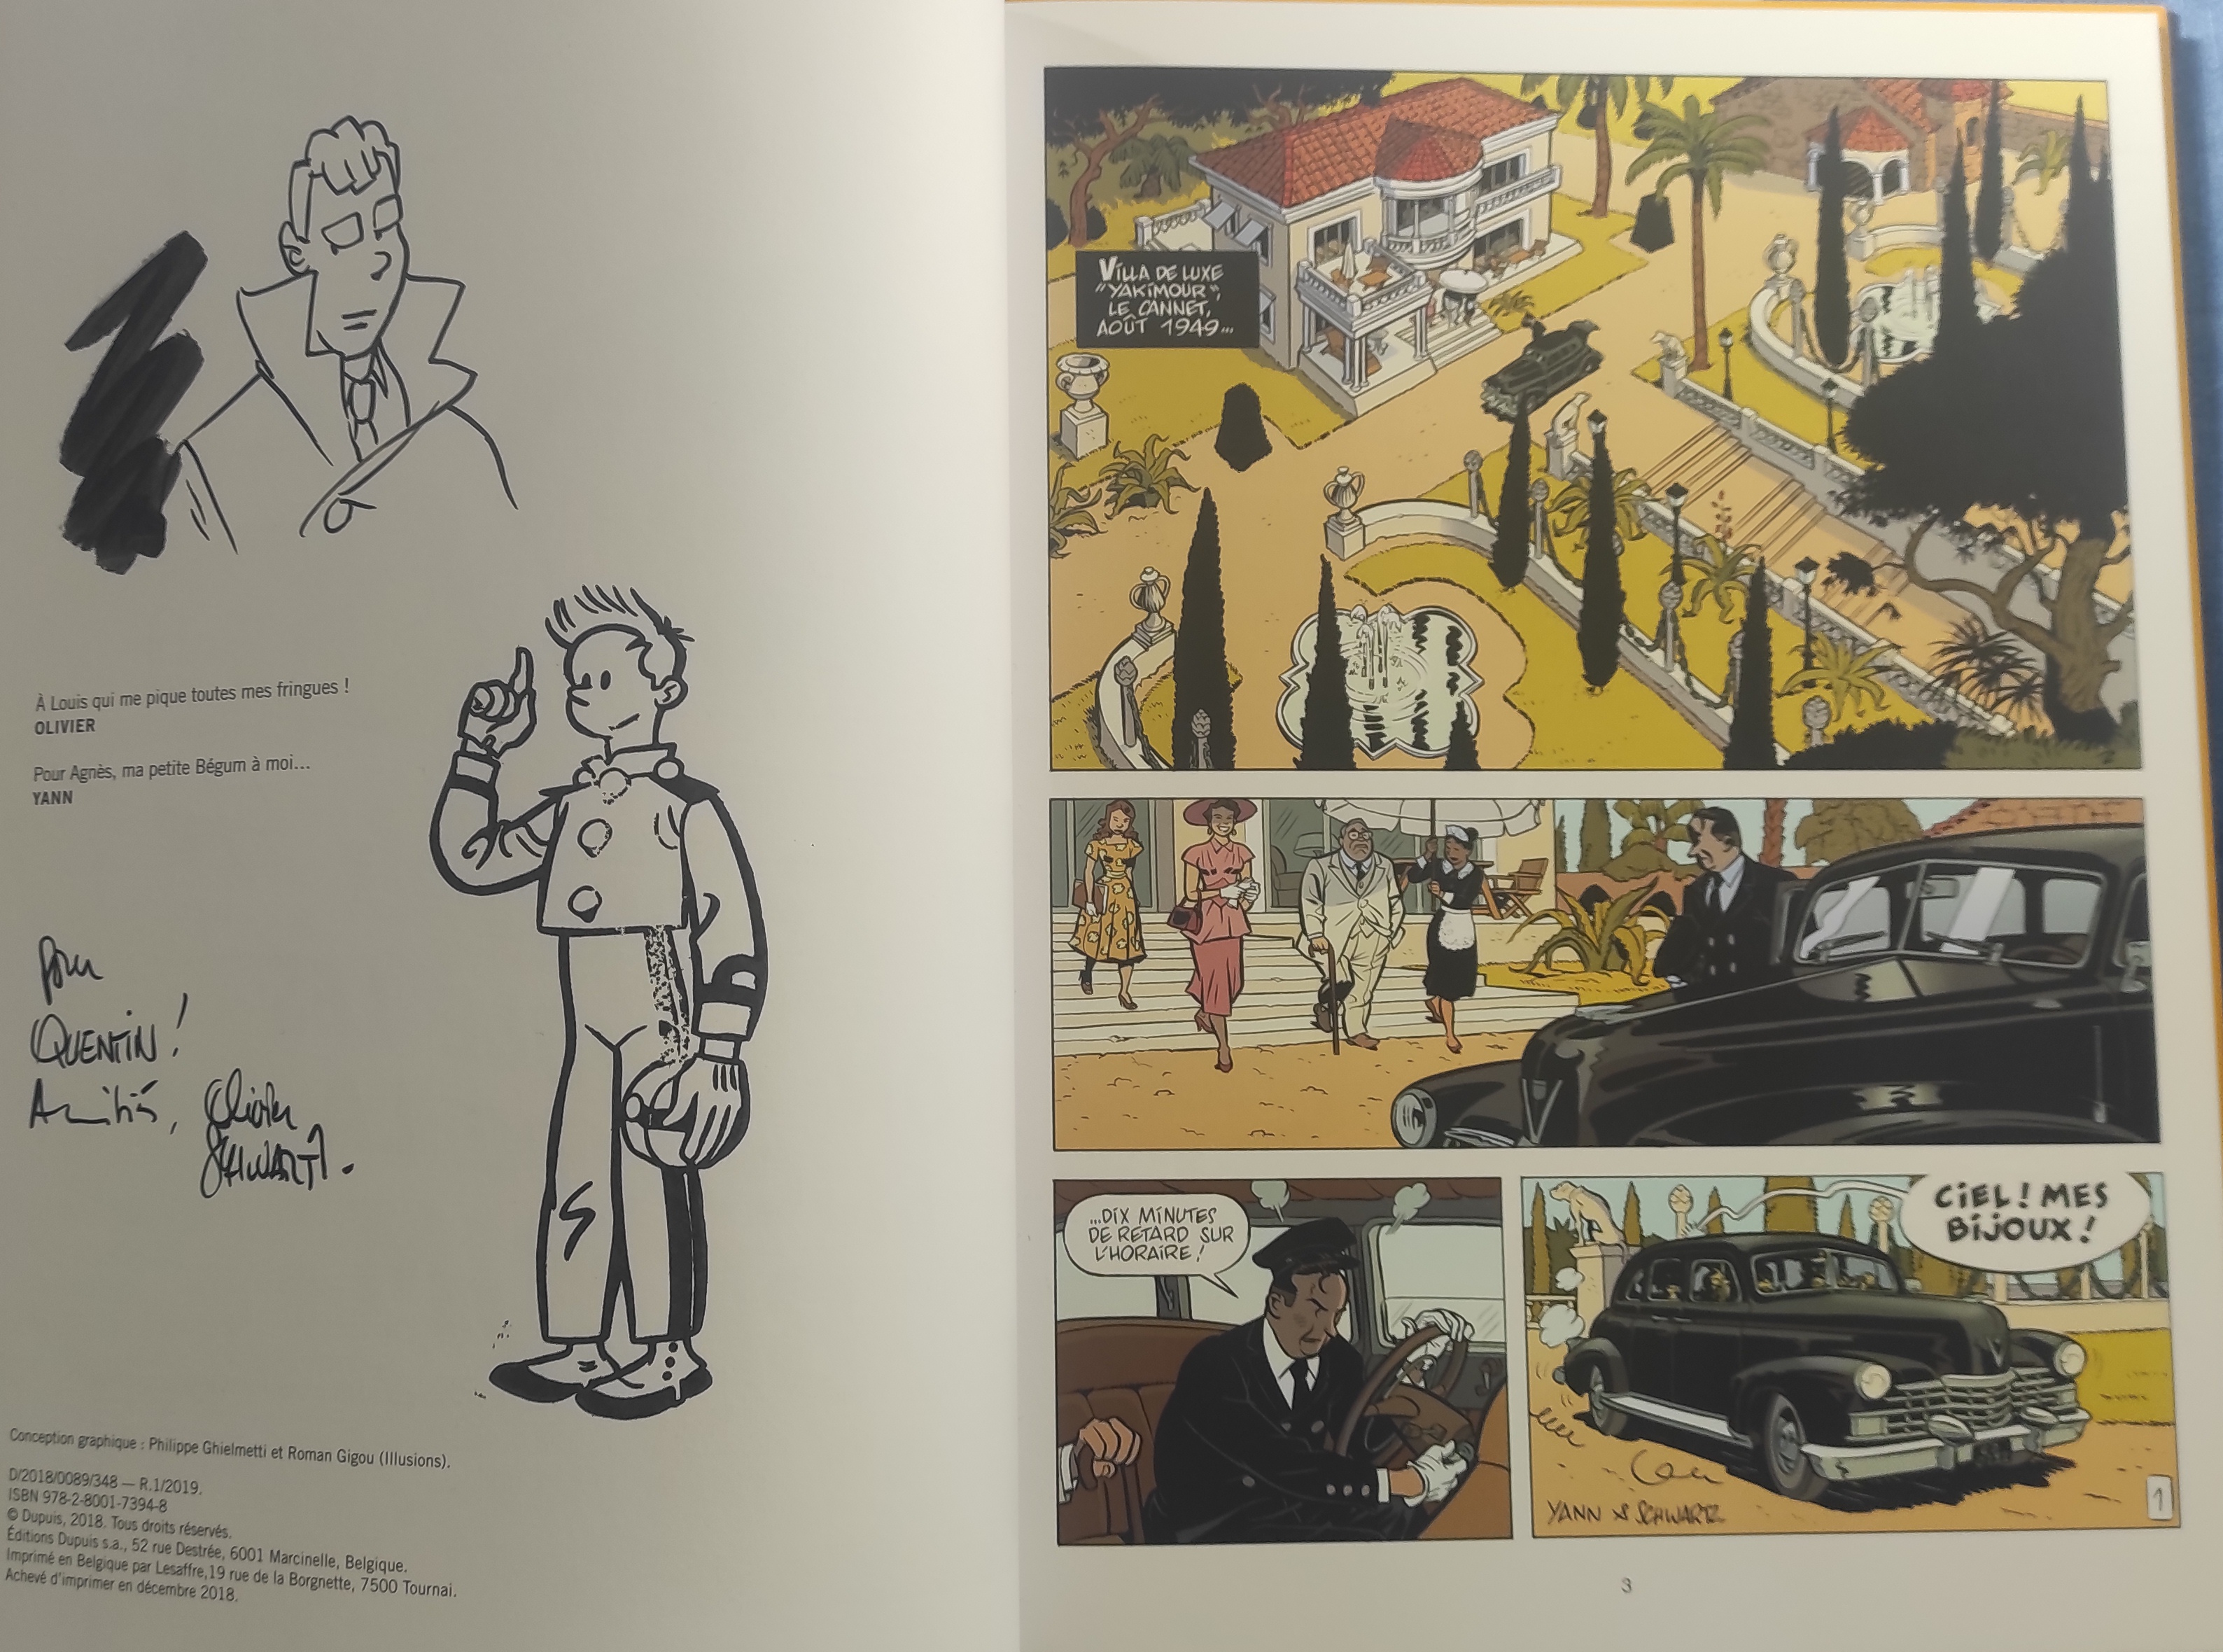 À Louis qui me pique toutes mes fringues !
OLIVIER
Pour Agnès, ma petite Bégum à moi...
YANN
Pour
QUENTIN !
Amitiés, Olivier
SCHWARTZ.
Conception graphique : Philippe Ghielmetti et Roman Gigou (Illusions).
D/2018/0089/348 — R.1/2019.
ISBN 978-2-8001-7394-8
© Dupuis, 2018. Tous droits réservés.
Éditions Dupuis s.a., 52 rue Destrée, 6001 Marcinelle, Belgique.
Imprimé en Belgique par Lesaffre,19 rue de la Borgnette, 7500 Tournai.
Achevé d'imprimer en décembre 2018.
VILLA DE LUXE
"YAKIMOUR",
LE CANNET,
AOÛT 1949...
...DIX MINUTES
DE RETARD SUR
L'HORAIRE !
CIEL ! MES
BIJOUX !
YANN & SCHWARTZ
1
3